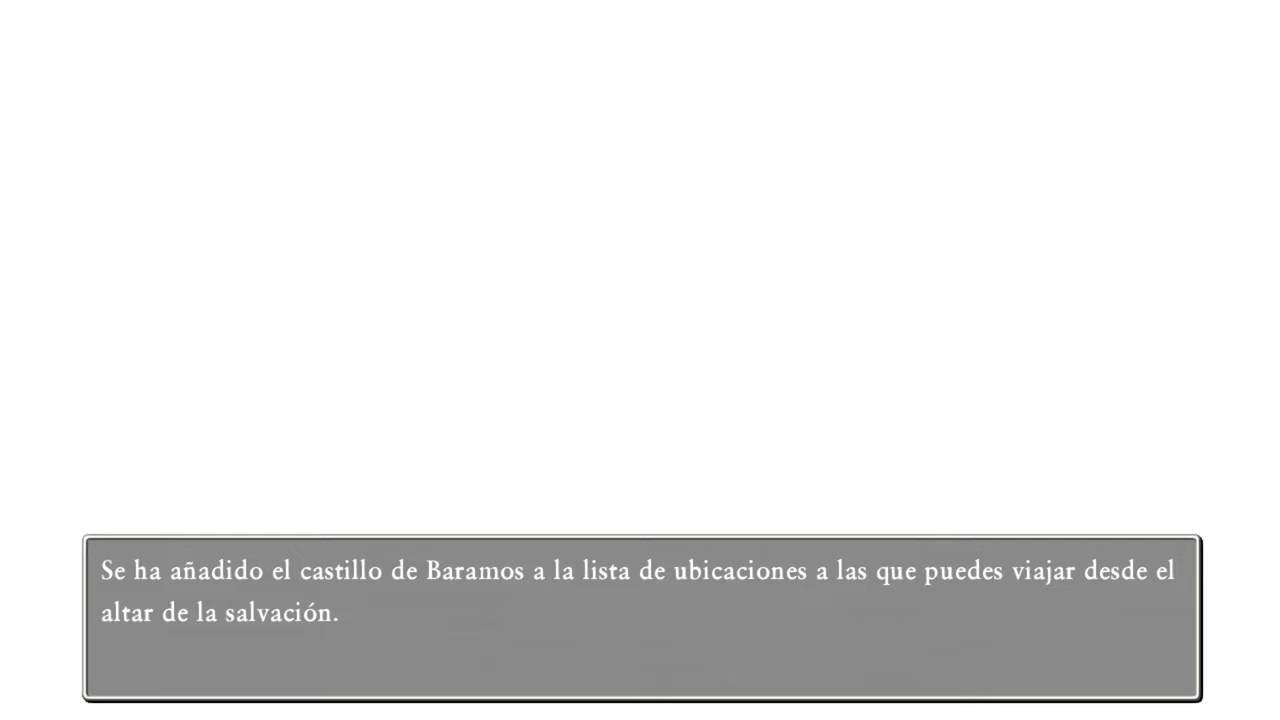 Se ha añadido el castillo de Baramos a la lista de ubicaciones a las que puedes viajar desde el
altar de la salvación.